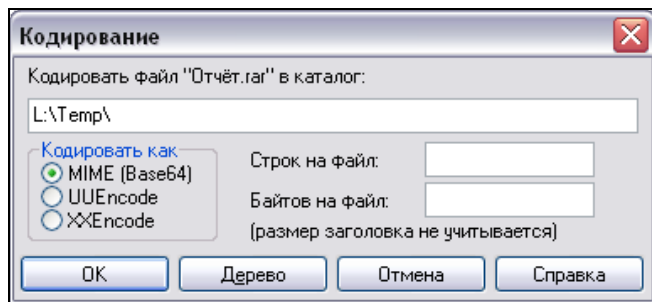 Кодирование
Кодировать файл "Отчёт.rar" в каталог:
L:\Temp\
Кодировать как
MIME (Base64)
UUEncode
XXEncode
Строк на файл:
Байтов на файл:
(размер заголовка не учитывается)
OK Дерево Отмена Справка